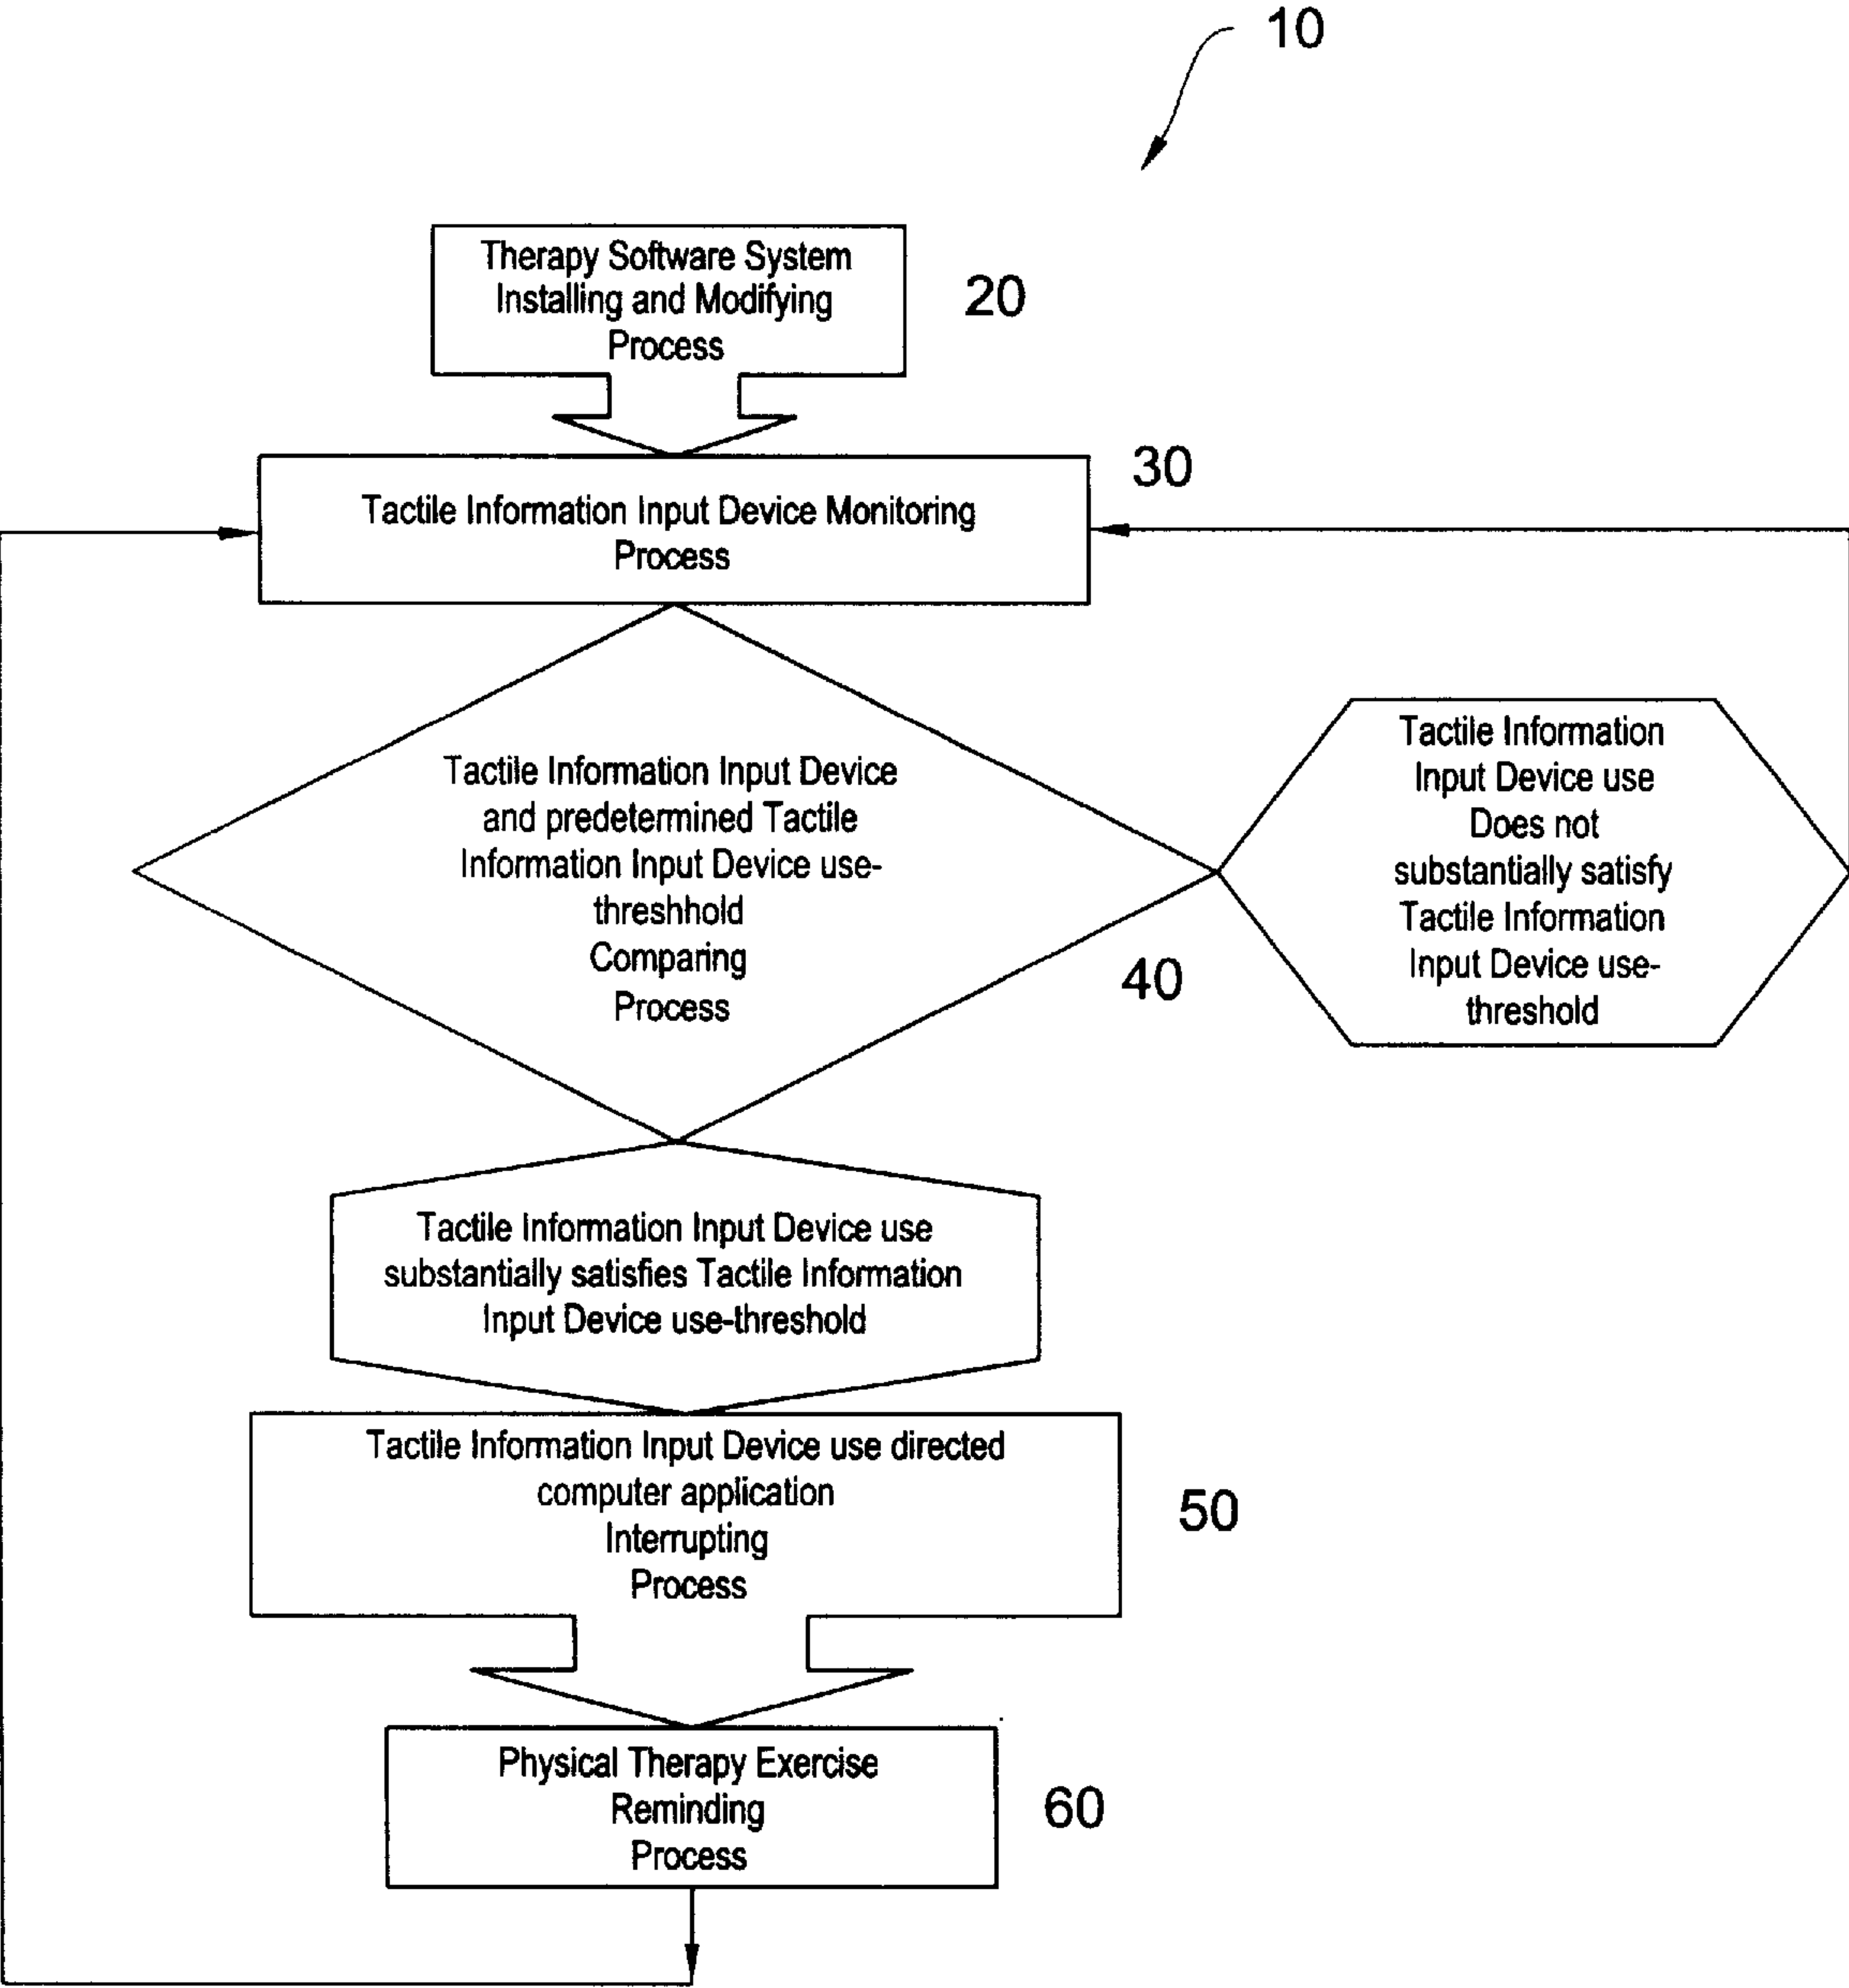 10
Therapy Software System
Installing and Modifying
Process
20
30
Tactile Information Input Device Monitoring
Process
Tactile Information Input Device
and predetermined Tactile
Information Input Device use-
threshhold
Comparing
Process
40
Tactile Information
Input Device use
Does not
substantially satisfy
Tactile Information
Input Device use-
threshold
Tactile Information Input Device use
substantially satisfies Tactile Information
Input Device use-threshold
Tactile Information Input Device use directed
computer application
Interrupting
Process
50
Physical Therapy Exercise
Reminding
Process
60